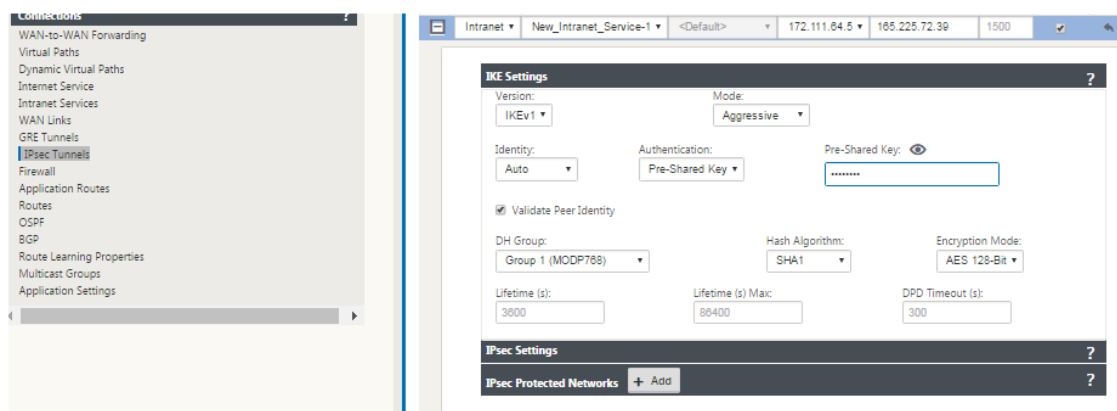 Connections ?
WAN-to-WAN Forwarding
Virtual Paths
Dynamic Virtual Paths
Internet Service
Intranet Services
WAN Links
GRE Tunnels
IPsec Tunnels
Firewall
Application Routes
Routes
OSPF
BGP
Route Learning Properties
Multicast Groups
Application Settings
Intranet New_Intranet_Service-1 <Default> 172.111.64.5 165.225.72.39 1500
IKE Settings ?
Version: Mode:
IKEv1 Aggressive
Identity: Authentication: Pre-Shared Key:
Auto Pre-Shared Key ········
Validate Peer Identity
DH Group: Hash Algorithm: Encryption Mode:
Group 1 (MODP768) SHA1 AES 128-Bit
Lifetime (s): Lifetime (s) Max: DPD Timeout (s):
3600 86400 300
IPsec Settings ?
IPsec Protected Networks + Add ?